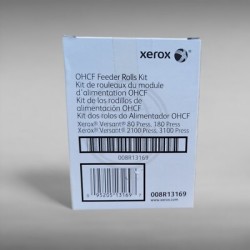 xerox
OHCF Feeder Rolls Kit
Kit de rouleaux du module
d'alimentation OHCF
Kit de los rodillos de
alimentación OHCF
Kit dos rolos do Alimentador OHCF
Xerox® Versant® 80 Press, 180 Press
Xerox® Versant® 2100 Press, 3100 Press
008R13169
008R13169
xerox